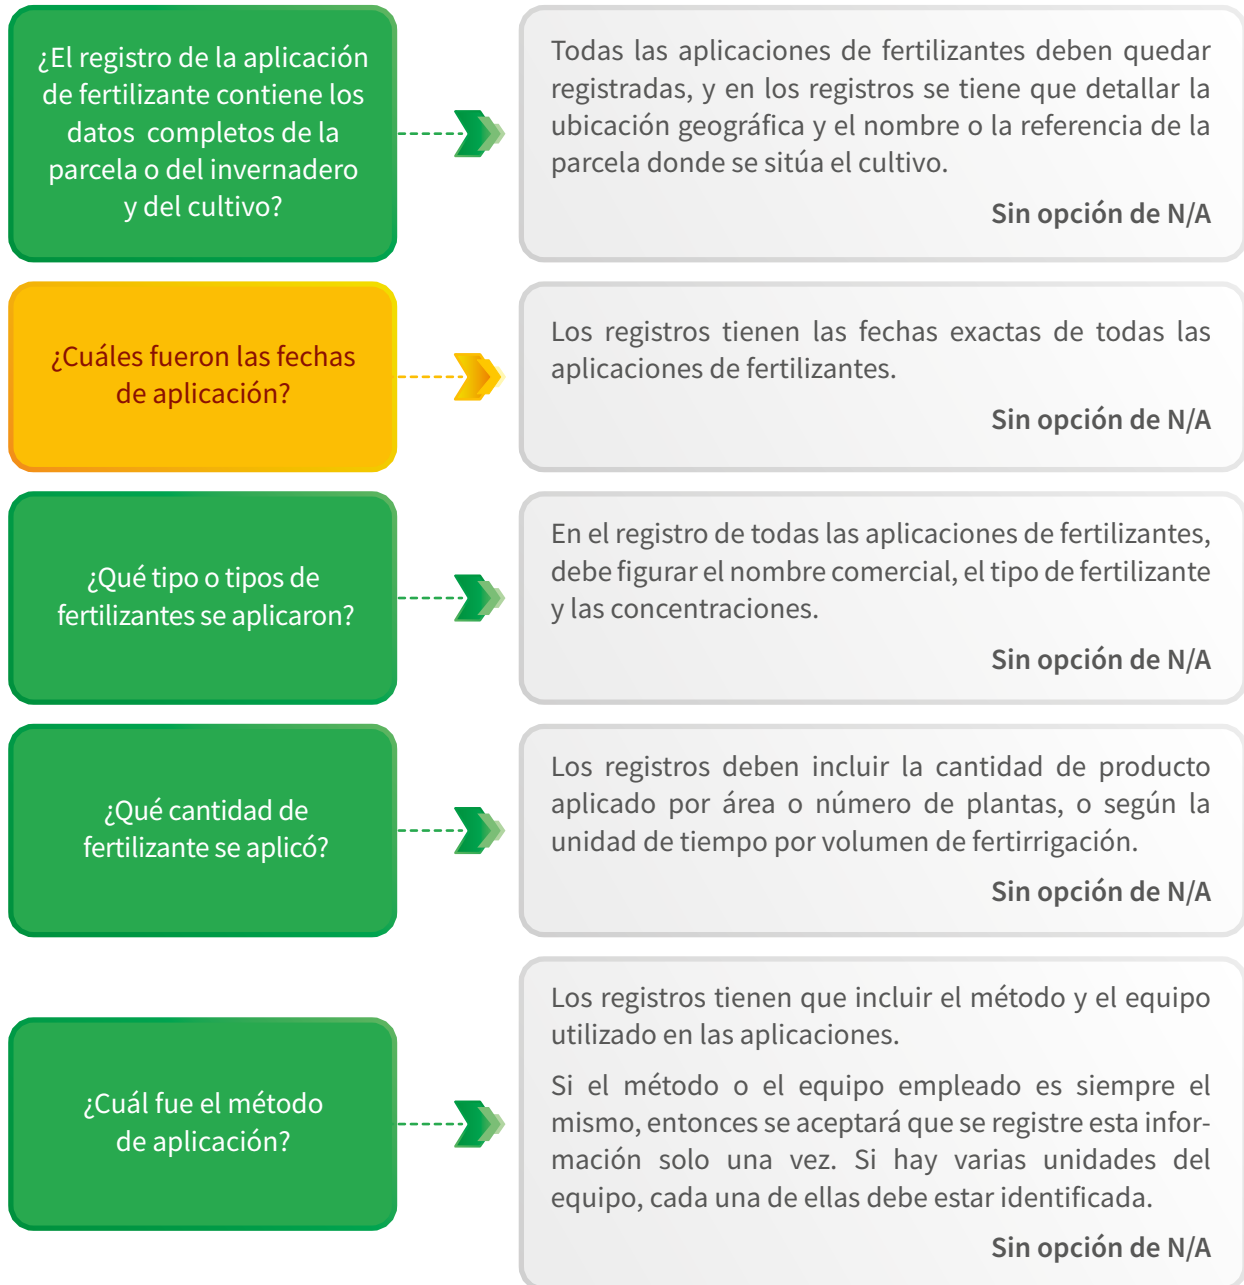 ¿El registro de la aplicación
de fertilizante contiene los
datos completos de la
parcela o del invernadero
y del cultivo?
Todas las aplicaciones de fertilizantes deben quedar
registradas, y en los registros se tiene que detallar la
ubicación geográfica y el nombre o la referencia de la
parcela donde se sitúa el cultivo.
Sin opción de N/A
¿Cuáles fueron las fechas
de aplicación?
Los registros tienen las fechas exactas de todas las
aplicaciones de fertilizantes.
Sin opción de N/A
¿Qué tipo o tipos de
fertilizantes se aplicaron?
En el registro de todas las aplicaciones de fertilizantes,
debe figurar el nombre comercial, el tipo de fertilizante
y las concentraciones.
Sin opción de N/A
¿Qué cantidad de
fertilizante se aplicó?
Los registros deben incluir la cantidad de producto
aplicado por área o número de plantas, o según la
unidad de tiempo por volumen de fertirrigación.
Sin opción de N/A
¿Cuál fue el método
de aplicación?
Los registros tienen que incluir el método y el equipo
utilizado en las aplicaciones.
Si el método o el equipo empleado es siempre el
mismo, entonces se aceptará que se registre esta infor-
mación solo una vez. Si hay varias unidades del
equipo, cada una de ellas debe estar identificada.
Sin opción de N/A